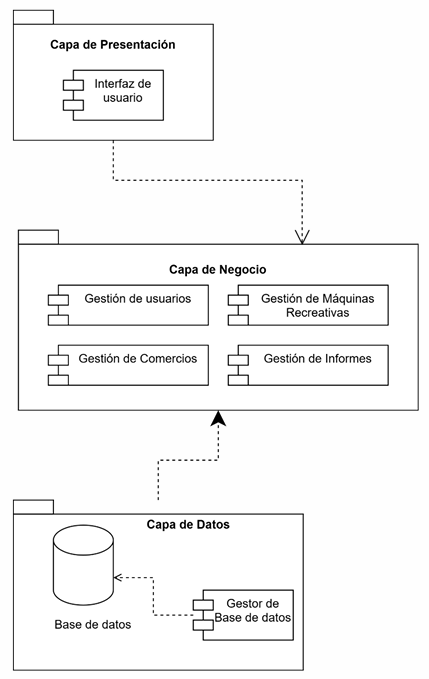 Capa de Presentación
Interfaz de
usuario
Capa de Negocio
Gestión de usuarios
Gestión de Máquinas
Recreativas
Gestión de Comercios
Gestión de Informes
Capa de Datos
Base de datos
Gestor de
Base de datos